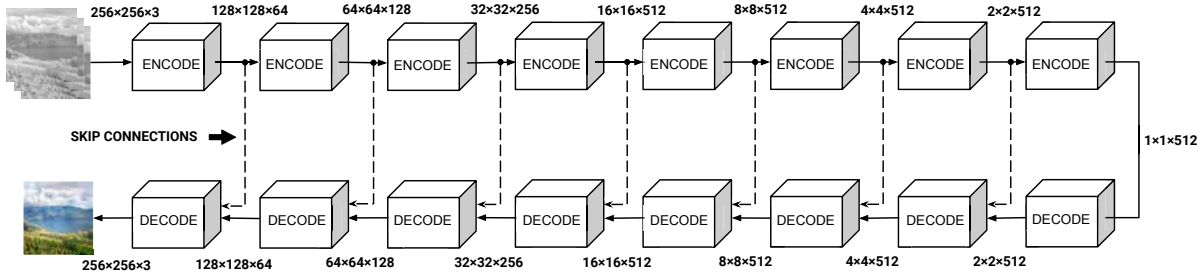 256×256×3 128×128×64 64×64×128 32×32×256 16×16×512 8×8×512 4×4×512 2×2×512
ENCODE ENCODE ENCODE ENCODE ENCODE ENCODE ENCODE ENCODE
SKIP CONNECTIONS
1×1×512
DECODE DECODE DECODE DECODE DECODE DECODE DECODE DECODE
256×256×3 128×128×64 64×64×128 32×32×256 16×16×512 8×8×512 4×4×512 2×2×512